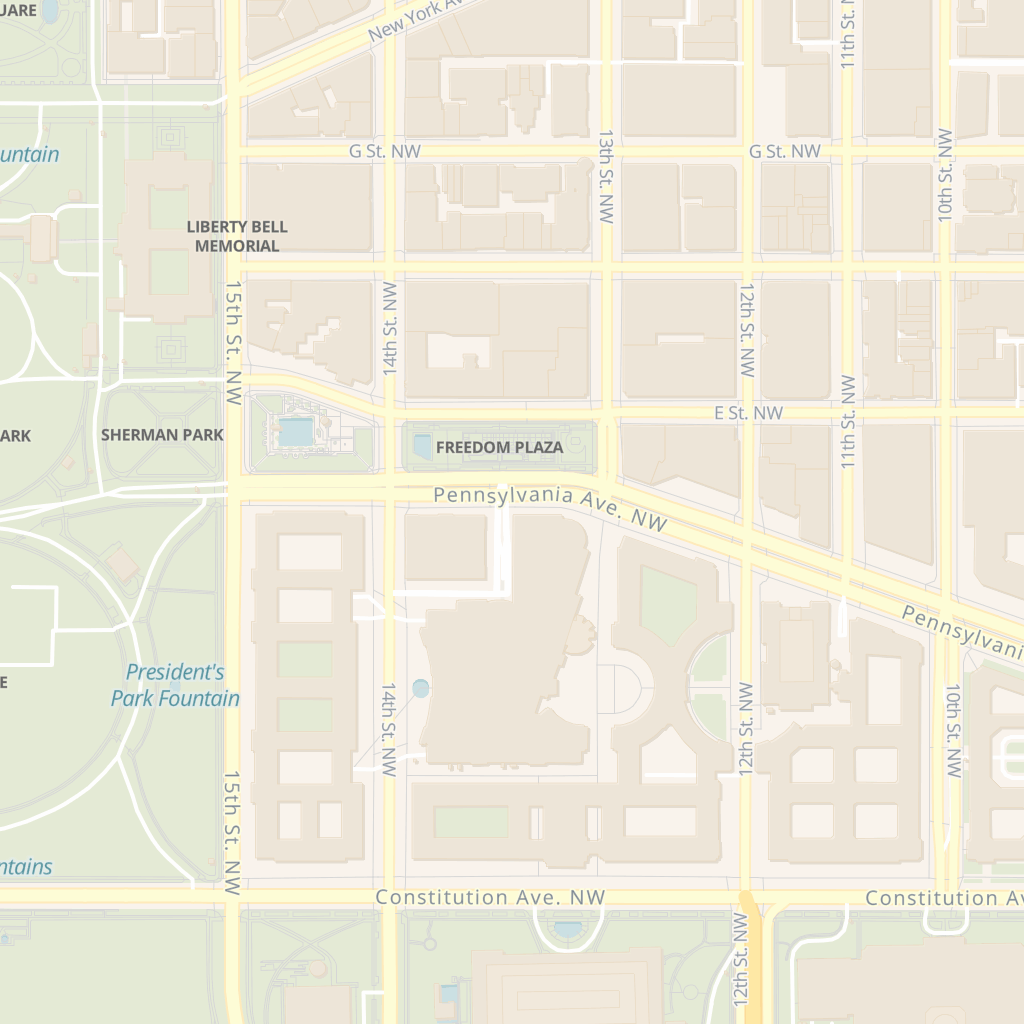 UARE
New York Av
11th St. N
untain
G St. NW
13th St. NW
G St. NW
10th St. NW
LIBERTY BELL
MEMORIAL
15th St. NW
14th St. NW
12th St. NW
11th St. NW
E St. NW
ARK
SHERMAN PARK
FREEDOM PLAZA
Pennsylvania Ave. NW
Pennsylvani
President's
Park Fountain
E
14th St. NW
12th St. NW
10th St. NW
15th St. NW
ntains
Constitution Ave. NW
Constitution Av
12th St. NW